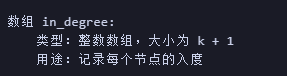 数组 in_degree:
类型: 整数数组，大小为 k + 1
用途: 记录每个节点的入度